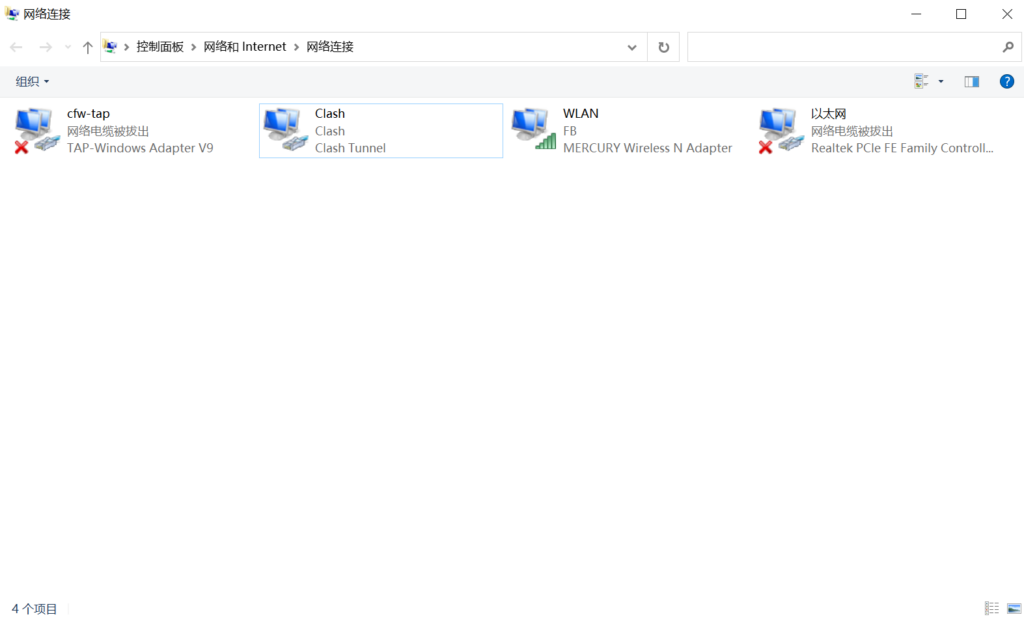 网络连接
控制面板 > 网络和 Internet > 网络连接
组织
cfw-tap
网络电缆被拔出
TAP-Windows Adapter V9
Clash
Clash
Clash Tunnel
WLAN
FB
MERCURY Wireless N Adapter
以太网
网络电缆被拔出
Realtek PCIe FE Family Controll...
4 个项目